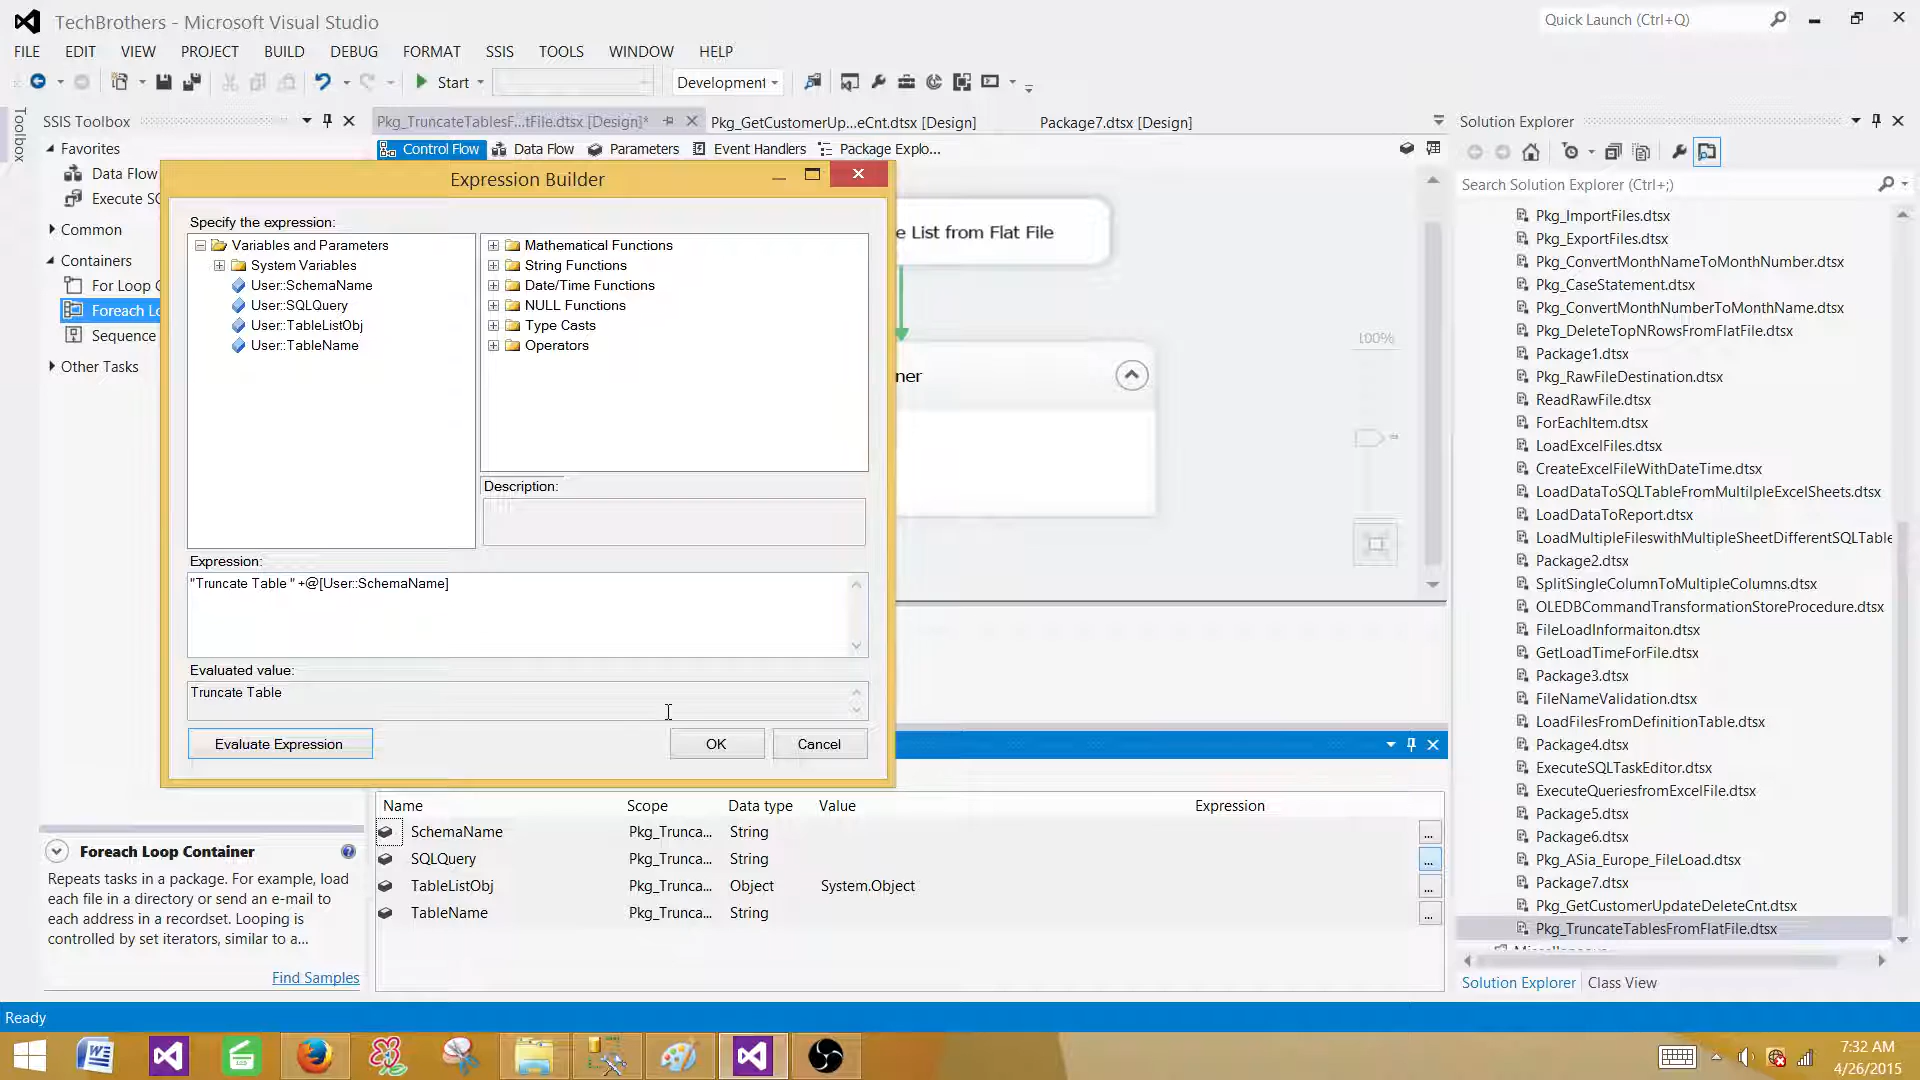 TechBrothers - Microsoft Visual Studio
Quick Launch (Ctrl+Q)
FILE EDIT VIEW PROJECT BUILD DEBUG FORMAT SSIS TOOLS WINDOW HELP
Start
Development
Toolbox
SSIS Toolbox
Favorites
Data Flow
Execute SQ
Common
Containers
For Loop C
Foreach Lo
Sequence
Other Tasks
Pkg_TruncateTablesF...tFile.dtsx [Design]*
Pkg_GetCustomerUp...eCnt.dtsx [Design]
Package7.dtsx [Design]
Control Flow
Data Flow
Parameters
Event Handlers
Package Explo...
e List from Flat File
ner
100%
Expression Builder
Specify the expression:
Variables and Parameters
System Variables
User::SchemaName
User::SQLQuery
User::TableListObj
User::TableName
Mathematical Functions
String Functions
Date/Time Functions
NULL Functions
Type Casts
Operators
Description:
Expression:
"Truncate Table " +@[User::SchemaName]
Evaluated value:
Truncate Table
Evaluate Expression
OK
Cancel
Name Scope Data type Value Expression
SchemaName Pkg_Trunca... String ...
SQLQuery Pkg_Trunca... String ...
TableListObj Pkg_Trunca... Object System.Object ...
TableName Pkg_Trunca... String ...
Foreach Loop Container
Repeats tasks in a package. For example, load
each file in a directory or send an e-mail to
each address in a recordset. Looping is
controlled by set iterators, similar to a...
Find Samples
Solution Explorer
Search Solution Explorer (Ctrl+;)
Pkg_ImportFiles.dtsx
Pkg_ExportFiles.dtsx
Pkg_ConvertMonthNameToMonthNumber.dtsx
Pkg_CaseStatement.dtsx
Pkg_ConvertMonthNumberToMonthName.dtsx
Pkg_DeleteTopNRowsFromFlatFile.dtsx
Package1.dtsx
Pkg_RawFileDestination.dtsx
ReadRawFile.dtsx
ForEachItem.dtsx
LoadExcelFiles.dtsx
CreateExcelFileWithDateTime.dtsx
LoadDataToSQLTableFromMultilpleExcelSheets.dtsx
LoadDataToReport.dtsx
LoadMultipleFileswithMultipleSheetDifferentSQLTable
Package2.dtsx
SplitSingleColumnToMultipleColumns.dtsx
OLEDBCommandTransformationStoreProcedure.dtsx
FileLoadInformaiton.dtsx
GetLoadTimeForFile.dtsx
Package3.dtsx
FileNameValidation.dtsx
LoadFilesFromDefinitionTable.dtsx
Package4.dtsx
ExecuteSQLTaskEditor.dtsx
ExecuteQueriesfromExcelFile.dtsx
Package5.dtsx
Package6.dtsx
Pkg_ASia_Europe_FileLoad.dtsx
Package7.dtsx
Pkg_GetCustomerUpdateDeleteCnt.dtsx
Pkg_TruncateTablesFromFlatFile.dtsx
Solution Explorer Class View
Ready
7:32 AM
4/26/2015